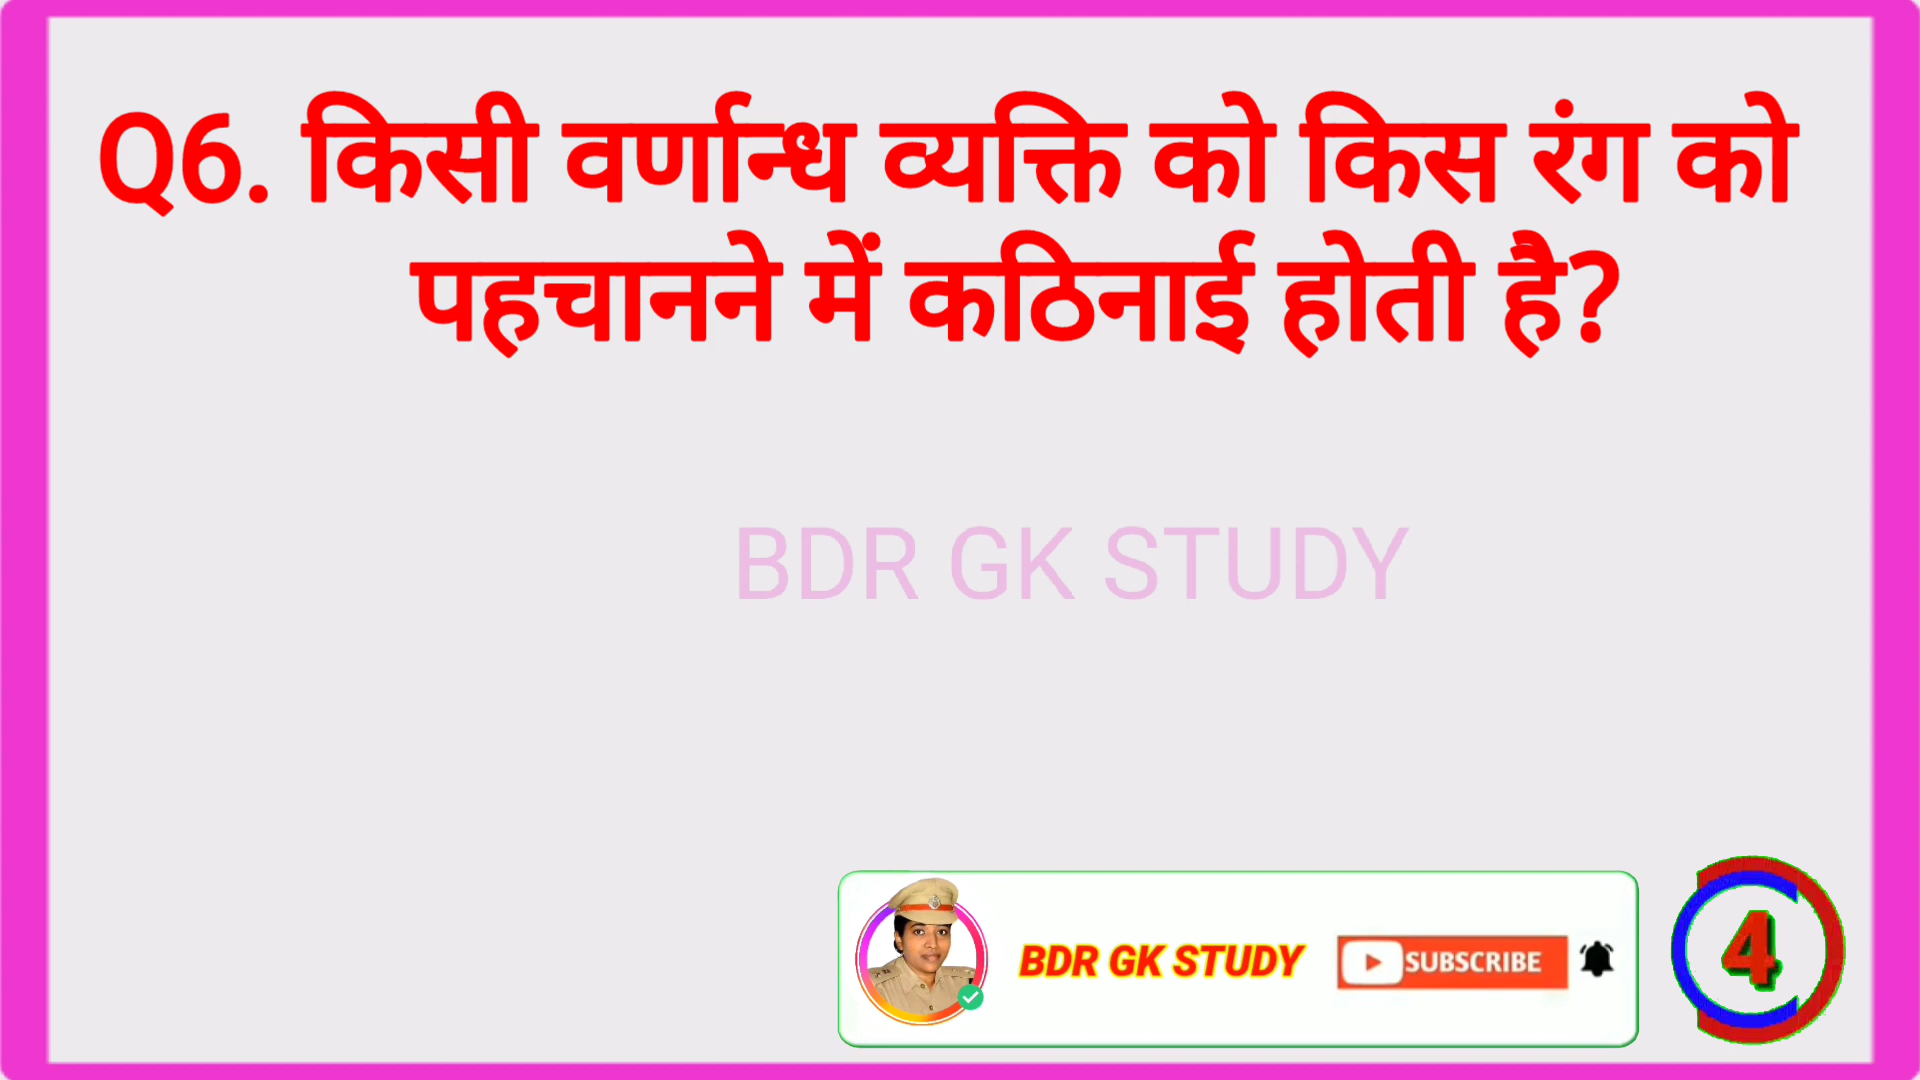 Q6. किसी वर्णान्ध व्यक्ति को किस रंग को
पहचानने में कठिनाई होती है?
BDR GK STUDY
BDR GK STUDY
SUBSCRIBE
4